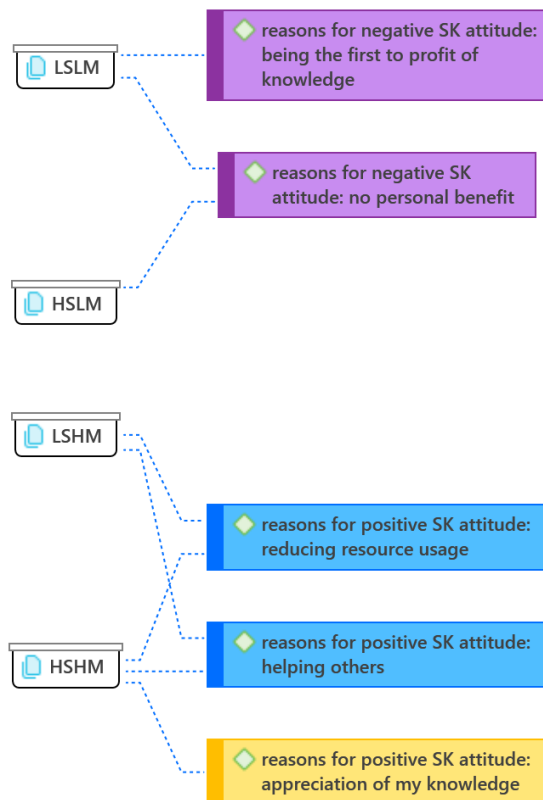 reasons for negative SK attitude:
being the first to profit of
knowledge
LSLM
reasons for negative SK
attitude: no personal benefit
HSLM
LSHM
reasons for positive SK attitude:
reducing resource usage
reasons for positive SK attitude:
helping others
HSHM
reasons for positive SK attitude:
appreciation of my knowledge